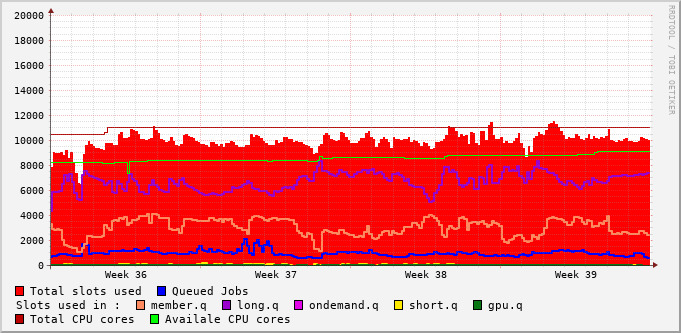 RRDTOOL / TOBI OETIKER
20000
18000
16000
14000
12000
10000
8000
6000
4000
2000
0
Week 36 Week 37 Week 38 Week 39
Total slots used Queued Jobs
Slots used in : member.q long.q ondemand.q short.q gpu.q
Total CPU cores Availale CPU cores